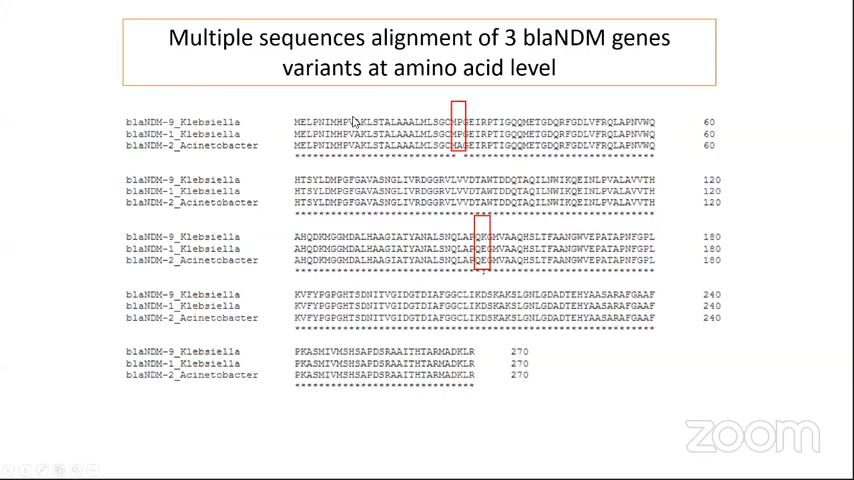 Multiple sequences alignment of 3 blaNDM genes
variants at amino acid level
blaNDM-9_Klebsiella MELPNIMHPVAKLSTALAAALMLSGCMPGEIRPTIGQQMETGDQRFGDLVFRQLAPNVWQ 60
blaNDM-1_Klebsiella MELPNIMHPVAKLSTALAAALMLSGCMPGEIRPTIGQQMETGDQRFGDLVFRQLAPNVWQ 60
blaNDM-2_Acinetobacter MELPNIMHPVAKLSTALAAALMLSGCMAGEIRPTIGQQMETGDQRFGDLVFRQLAPNVWQ 60
*************************** ********************************
blaNDM-9_Klebsiella HTSYLDMPGFGAVASNGLIVRDGGRVLVVDTAWTDDQTAQILNWIKQEINLPVALAVVTH 120
blaNDM-1_Klebsiella HTSYLDMPGFGAVASNGLIVRDGGRVLVVDTAWTDDQTAQILNWIKQEINLPVALAVVTH 120
blaNDM-2_Acinetobacter HTSYLDMPGFGAVASNGLIVRDGGRVLVVDTAWTDDQTAQILNWIKQEINLPVALAVVTH 120
************************************************************
blaNDM-9_Klebsiella AHQDKMGGMDALHAAGIATYANALSNQLAPQKGMVAAQHSLTFAANGWVEPATAPNFGPL 180
blaNDM-1_Klebsiella AHQDKMGGMDALHAAGIATYANALSNQLAPQEGMVAAQHSLTFAANGWVEPATAPNFGPL 180
blaNDM-2_Acinetobacter AHQDKMGGMDALHAAGIATYANALSNQLAPQEGMVAAQHSLTFAANGWVEPATAPNFGPL 180
*******************************:****************************
blaNDM-9_Klebsiella KVFYPGPGHTSDNITVGIDGTDIAFGGCLIKDSKAKSLGNLGDADTEHYAASARAFGAAF 240
blaNDM-1_Klebsiella KVFYPGPGHTSDNITVGIDGTDIAFGGCLIKDSKAKSLGNLGDADTEHYAASARAFGAAF 240
blaNDM-2_Acinetobacter KVFYPGPGHTSDNITVGIDGTDIAFGGCLIKDSKAKSLGNLGDADTEHYAASARAFGAAF 240
************************************************************
blaNDM-9_Klebsiella PKASMIVMSHSAPDSRAAITHTARMADKLR 270
blaNDM-1_Klebsiella PKASMIVMSHSAPDSRAAITHTARMADKLR 270
blaNDM-2_Acinetobacter PKASMIVMSHSAPDSRAAITHTARMADKLR 270
******************************
zoom